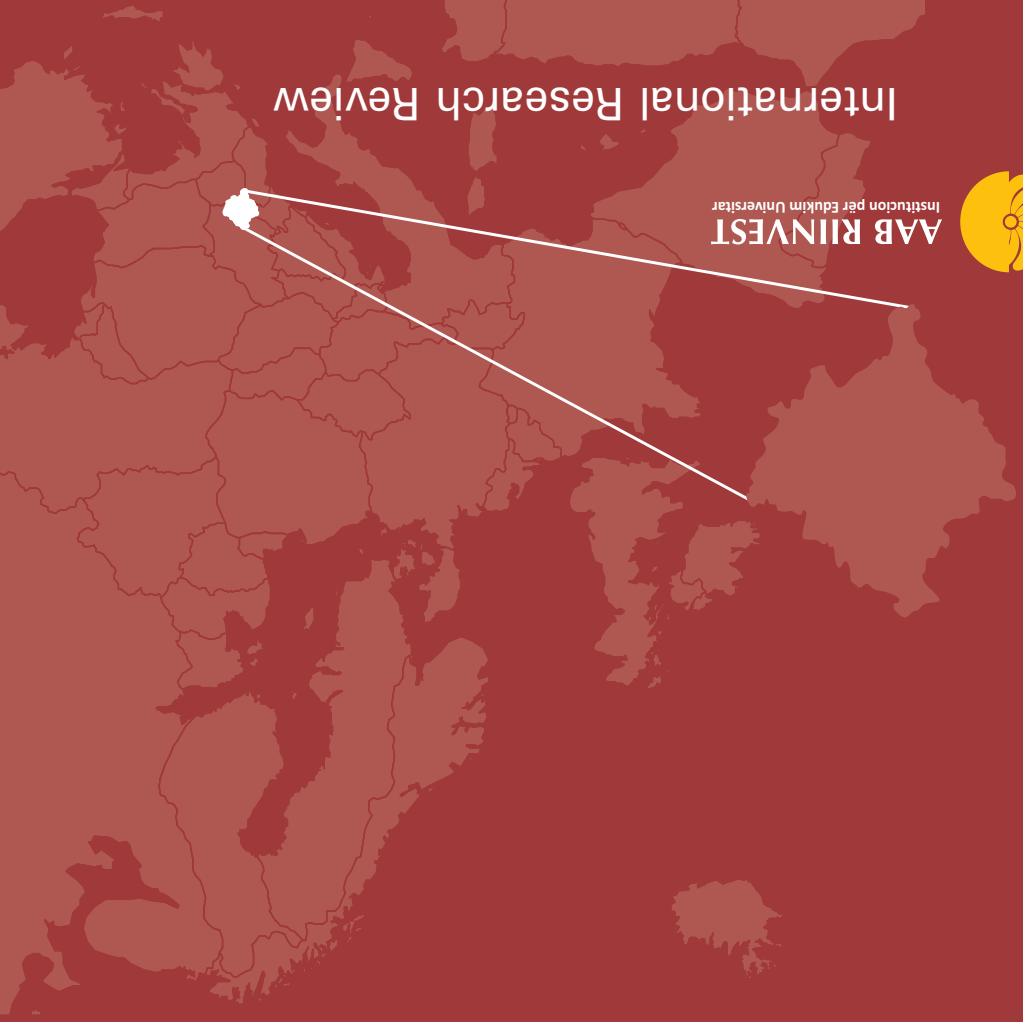 AAB RIINVEST
Institucion për Edukim Universitar
International Research Review